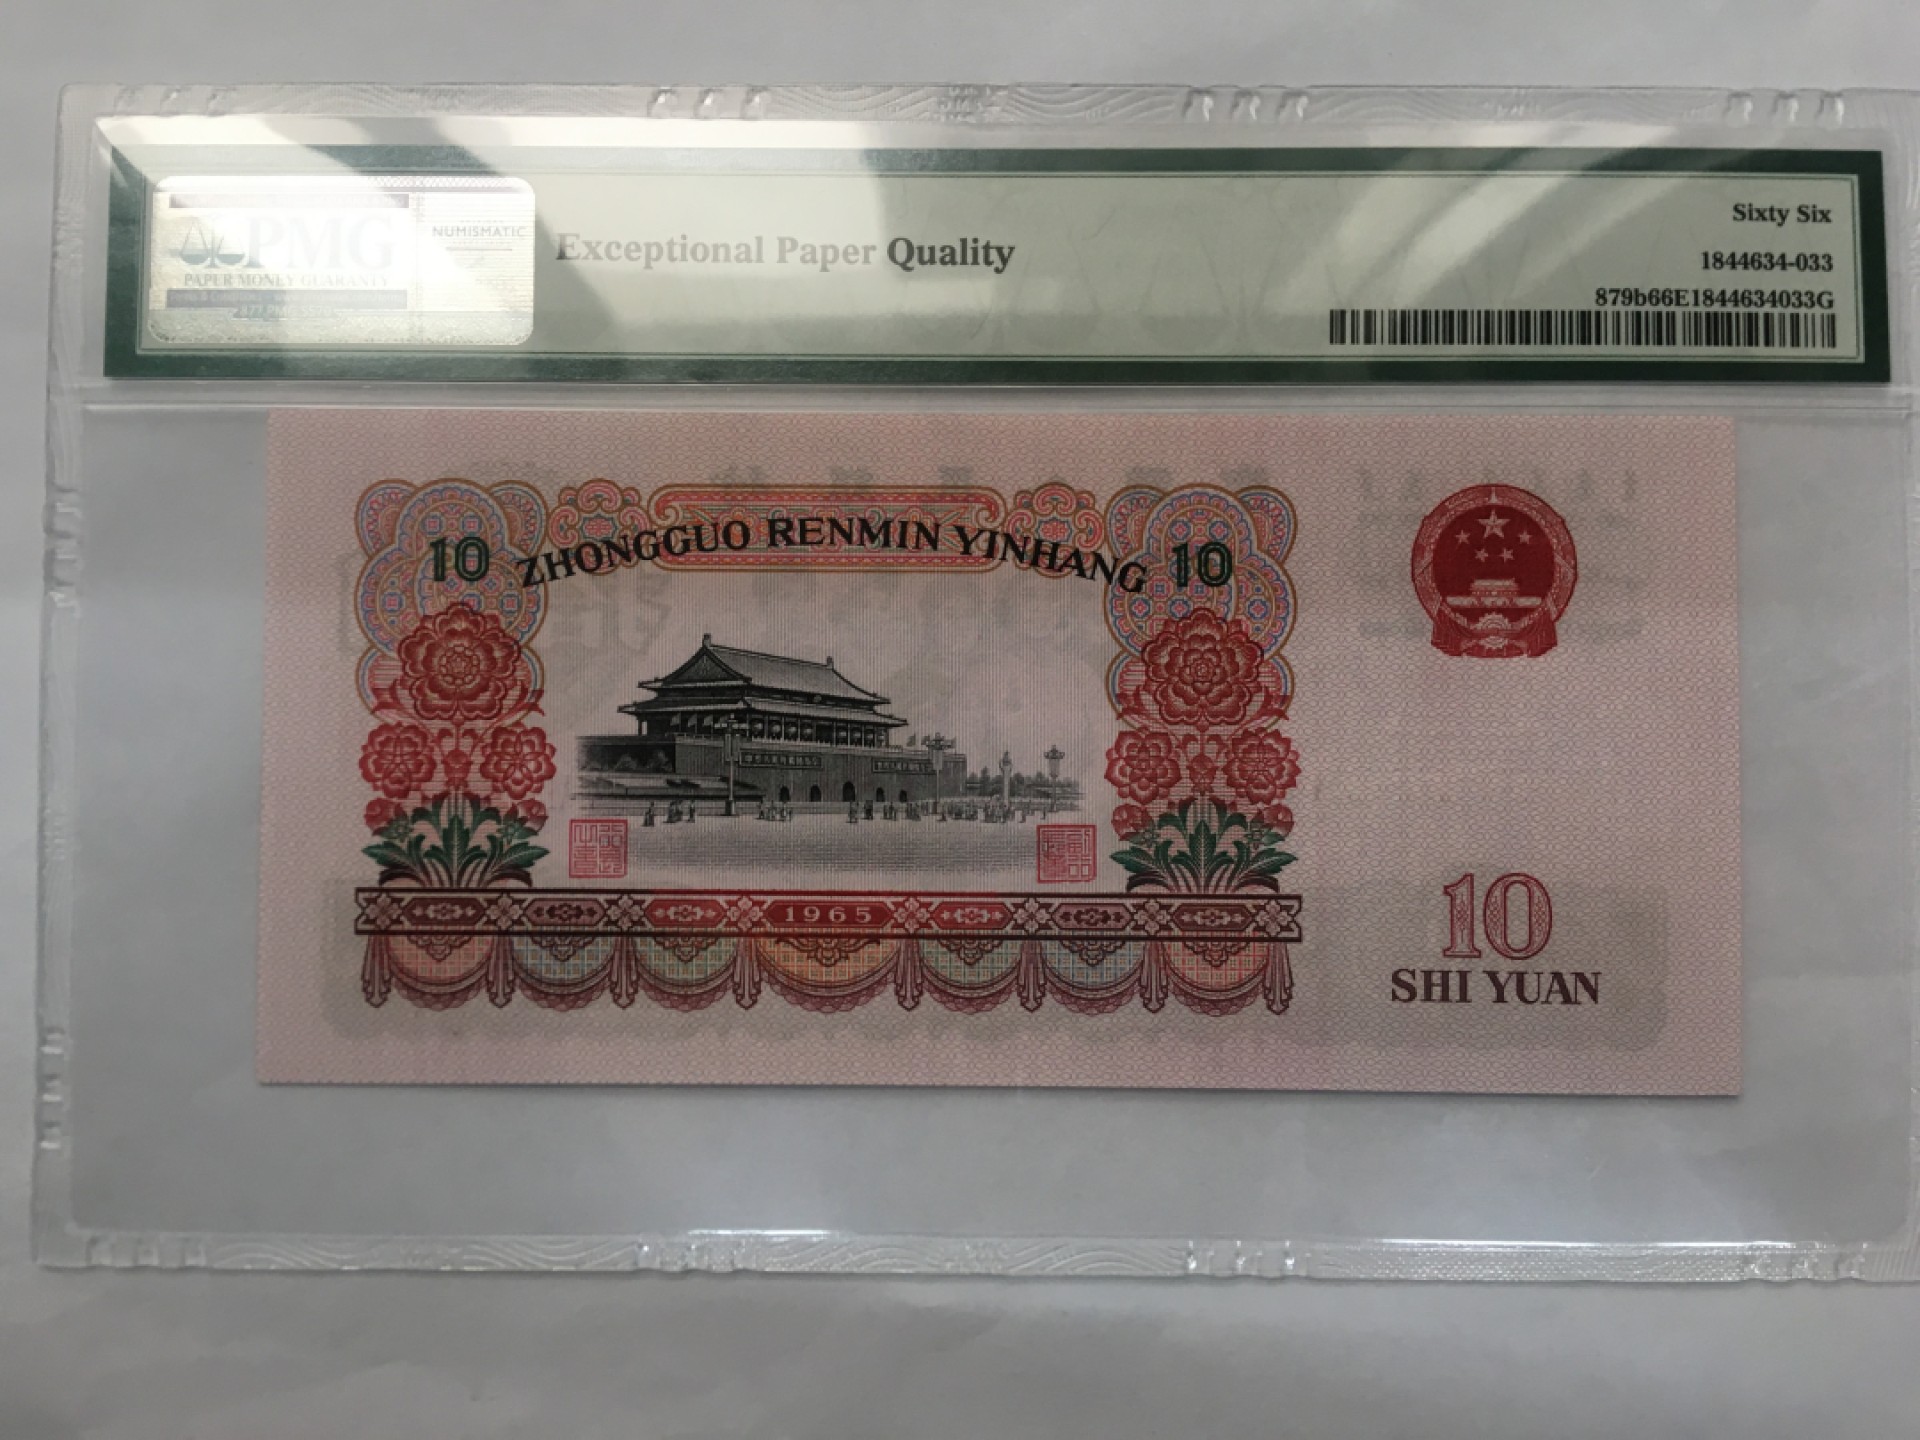 PMG
PAPER MONEY GUARANTY
NUMISMATIC
Exceptional Paper Quality
Sixty Six
1844634-033
879b66E1844634033G
10 ZHONGGUO RENMIN YINHANG 10
1965
10
SHI YUAN